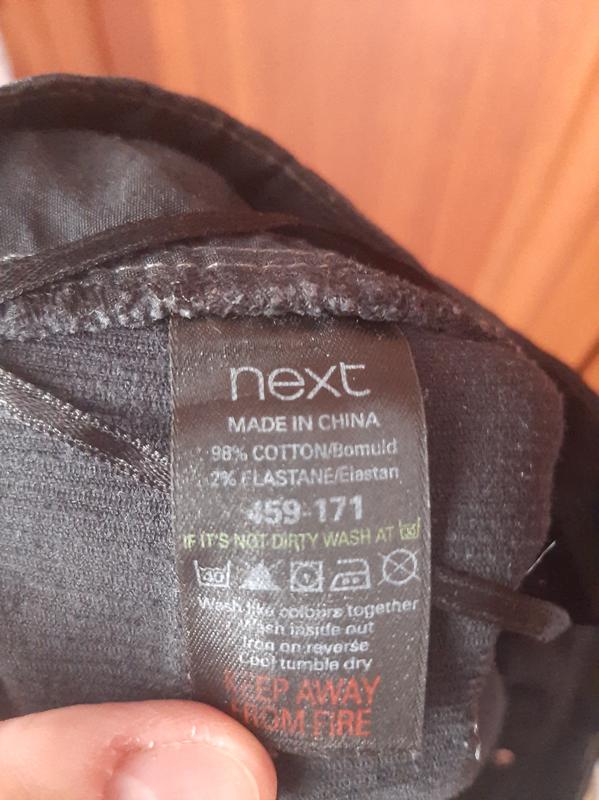 next
MADE IN CHINA
98% COTTON/Bomuld
2% ELASTANE/Elastan
459-171
IF IT'S NOT DIRTY WASH AT 30
40
Wash like colours together
Wash inside out
Iron on reverse
Cool tumble dry
KEEP AWAY
FROM FIRE